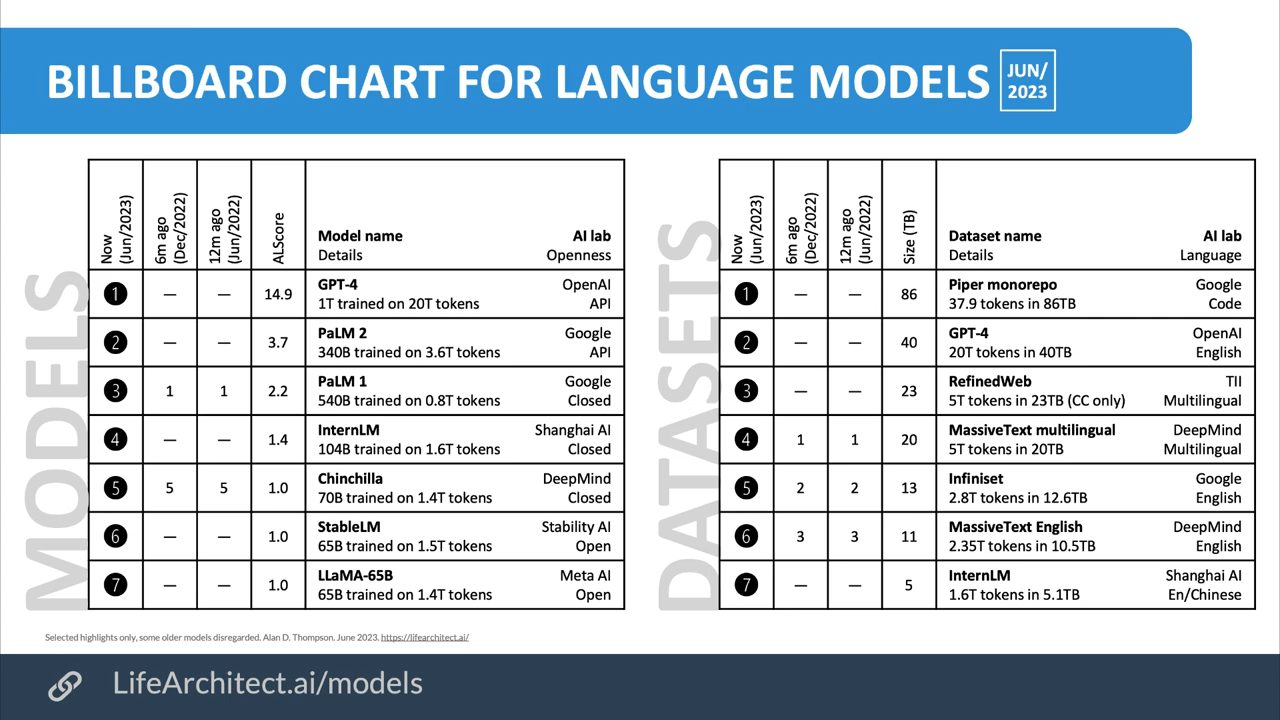 BILLBOARD CHART FOR LANGUAGE MODELS JUN/
2023
MODELS
Now (Jun/2023) 6m ago (Dec/2022) 12m ago (Jun/2022) ALScore Model name AI lab
Details Openness
1 — — 14.9 GPT-4 OpenAI
1T trained on 20T tokens API
2 — — 3.7 PaLM 2 Google
340B trained on 3.6T tokens API
3 1 1 2.2 PaLM 1 Google
540B trained on 0.8T tokens Closed
4 — — 1.4 InternLM Shanghai AI
104B trained on 1.6T tokens Closed
5 5 5 1.0 Chinchilla DeepMind
70B trained on 1.4T tokens Closed
6 — — 1.0 StableLM Stability AI
65B trained on 1.5T tokens Open
7 — — 1.0 LLaMA-65B Meta AI
65B trained on 1.4T tokens Open
DATASETS
Now (Jun/2023) 6m ago (Dec/2022) 12m ago (Jun/2022) Size (TB) Dataset name AI lab
Details Language
1 — — 86 Piper monorepo Google
37.9 tokens in 86TB Code
2 — — 40 GPT-4 OpenAI
20T tokens in 40TB English
3 — — 23 RefinedWeb TII
5T tokens in 23TB (CC only) Multilingual
4 1 1 20 MassiveText multilingual DeepMind
5T tokens in 20TB Multilingual
5 2 2 13 Infiniset Google
2.8T tokens in 12.6TB English
6 3 3 11 MassiveText English DeepMind
2.35T tokens in 10.5TB English
7 — — 5 InternLM Shanghai AI
1.6T tokens in 5.1TB En/Chinese
Selected highlights only, some older models disregarded. Alan D. Thompson. June 2023. https://lifearchitect.ai/
LifeArchitect.ai/models